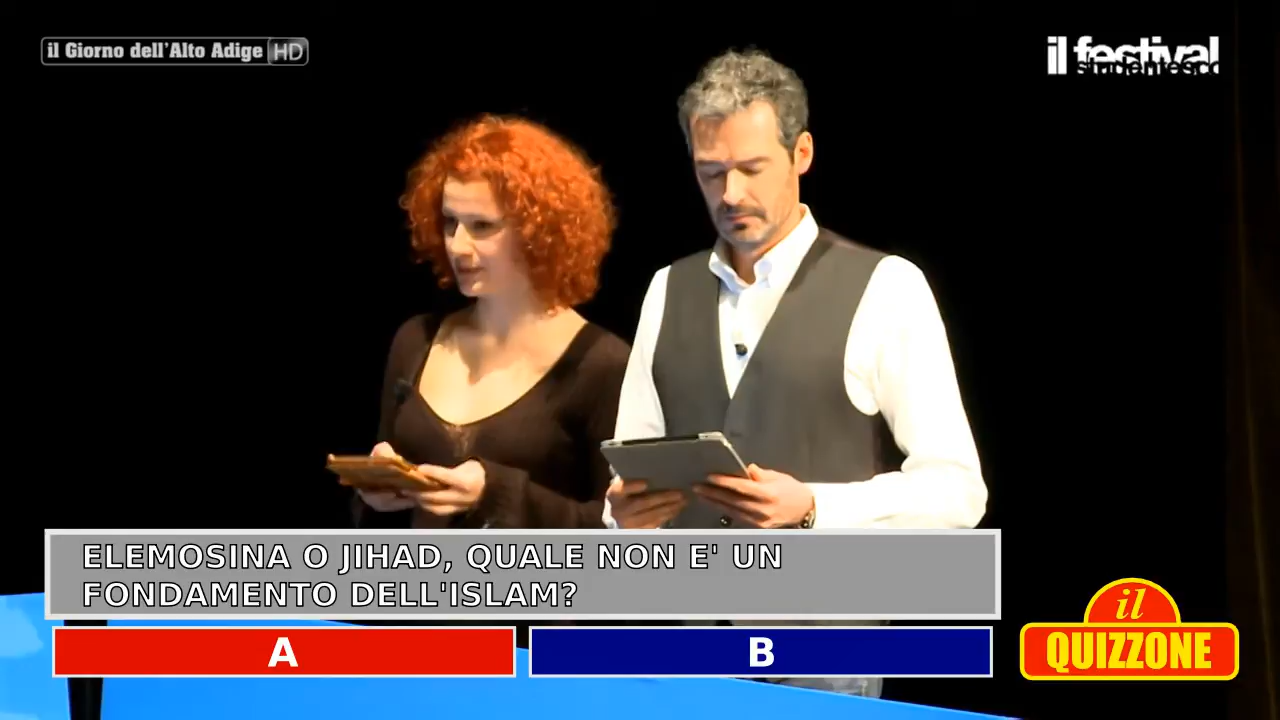 il Giorno dell'Alto Adige HD
il festival
studentesco
ELEMOSINA O JIHAD, QUALE NON E' UN
FONDAMENTO DELL'ISLAM?
A
B
il
QUIZZONE